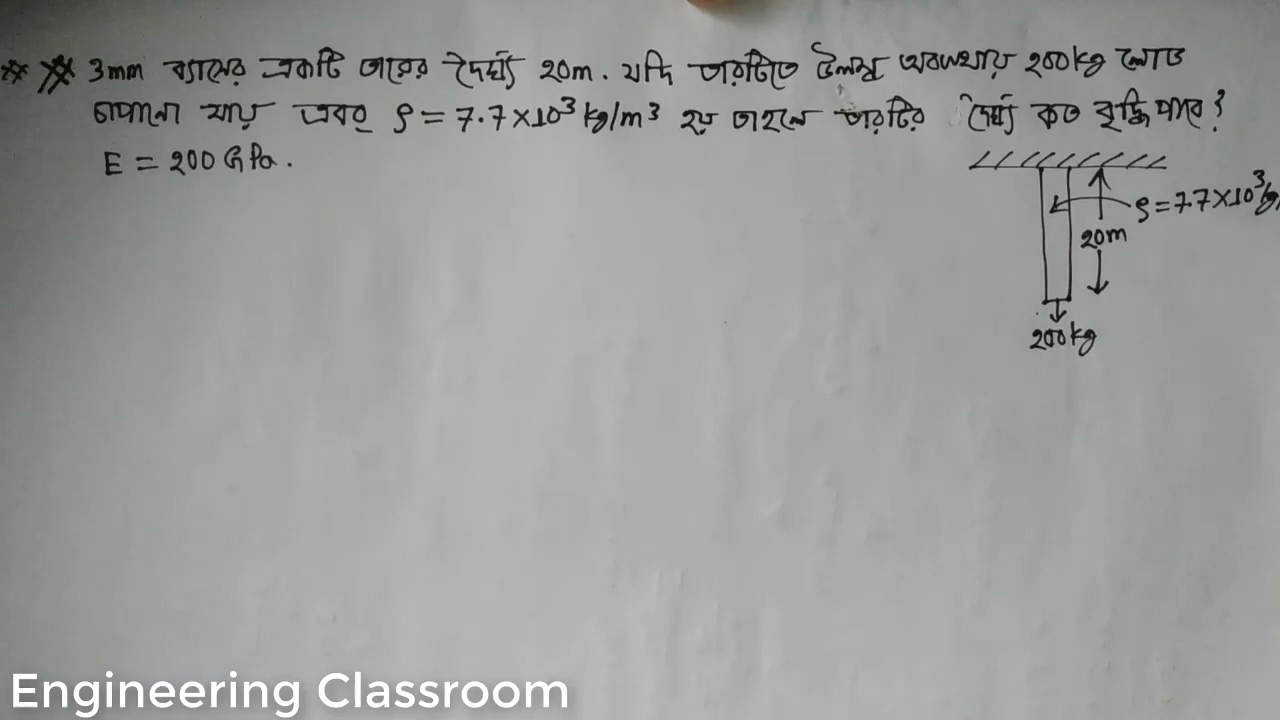 ** 3mm ব্যাসের একটি তারের দৈর্ঘ্য 20m. যদি তারটিতে উলম্ব অবস্থায় 200kg লোড
চাপানো যায় এবং ρ = 7.7×10³ kg/m³ হয় তাহলে তারটির দৈর্ঘ্য কত বৃদ্ধি পাবে?
E = 200 GPa.
ρ = 7.7×10³ kg/
20m
200kg
Engineering Classroom